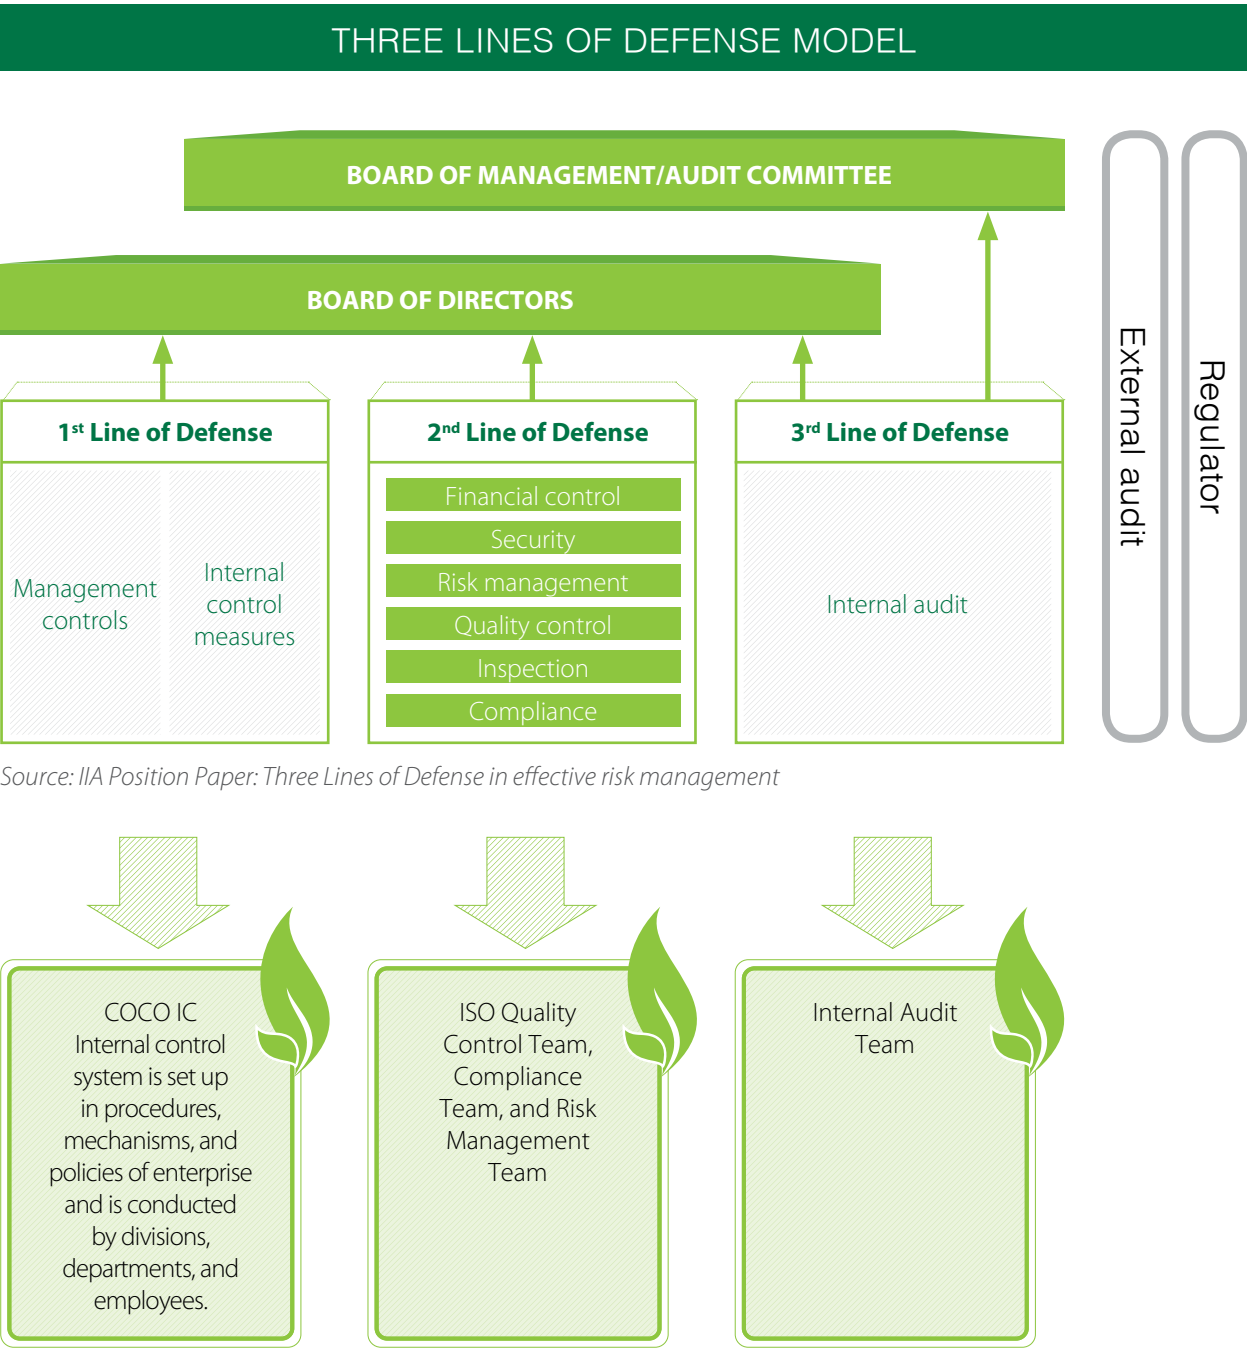 THREE LINES OF DEFENSE MODEL
BOARD OF MANAGEMENT/AUDIT COMMITTEE
BOARD OF DIRECTORS
1st Line of Defense
Management
controls
Internal
control
measures
2nd Line of Defense
Financial control
Security
Risk management
Quality control
Inspection
Compliance
3rd Line of Defense
Internal audit
External audit
Regulator
Source: IIA Position Paper: Three Lines of Defense in effective risk management
COCO IC
Internal control
system is set up
in procedures,
mechanisms, and
policies of enterprise
and is conducted
by divisions,
departments, and
employees.
ISO Quality
Control Team,
Compliance
Team, and Risk
Management
Team
Internal Audit
Team